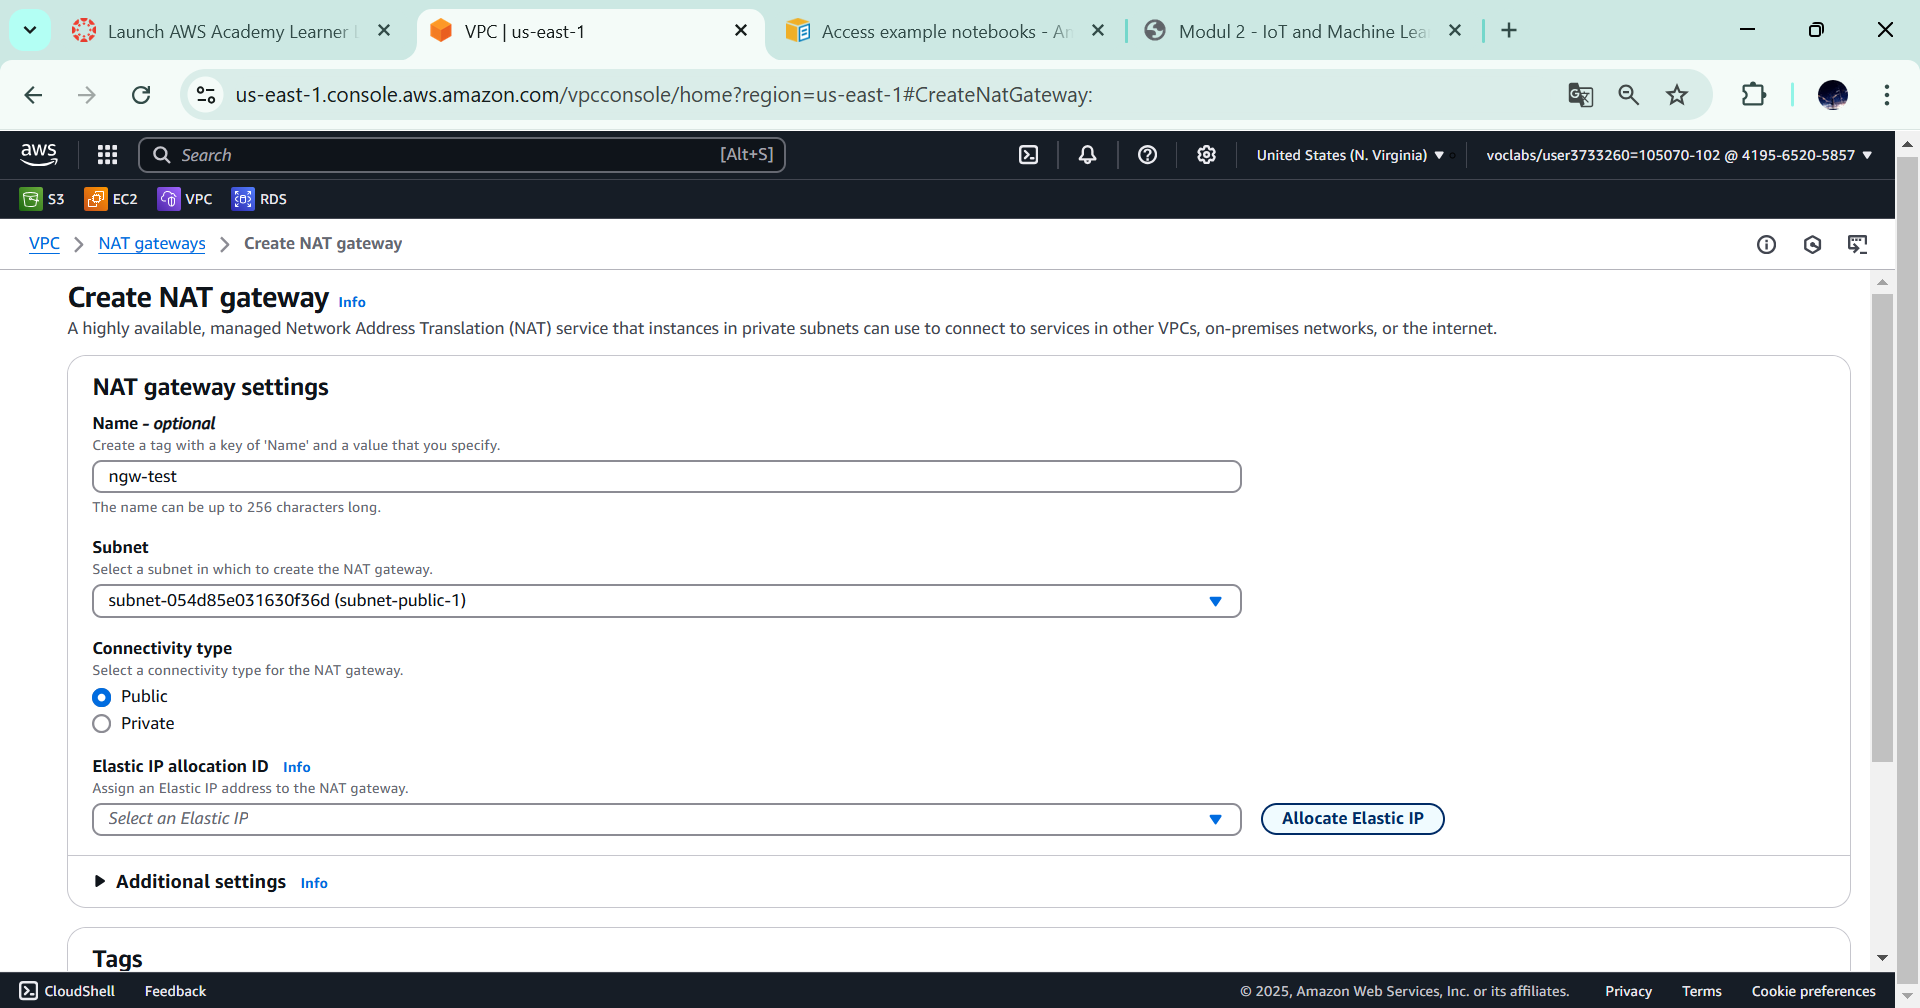 Launch AWS Academy Learner
VPC | us-east-1
Access example notebooks - Am
Modul 2 - IoT and Machine Lea
us-east-1.console.aws.amazon.com/vpcconsole/home?region=us-east-1#CreateNatGateway:
aws
Search
[Alt+S]
United States (N. Virginia)
voclabs/user3733260=105070-102 @ 4195-6520-5857
S3
EC2
VPC
RDS
VPC
NAT gateways
Create NAT gateway
Create NAT gateway Info
A highly available, managed Network Address Translation (NAT) service that instances in private subnets can use to connect to services in other VPCs, on-premises networks, or the internet.
NAT gateway settings
Name - optional
Create a tag with a key of 'Name' and a value that you specify.
ngw-test
The name can be up to 256 characters long.
Subnet
Select a subnet in which to create the NAT gateway.
subnet-054d85e031630f36d (subnet-public-1)
Connectivity type
Select a connectivity type for the NAT gateway.
Public
Private
Elastic IP allocation ID Info
Assign an Elastic IP address to the NAT gateway.
Select an Elastic IP
Allocate Elastic IP
Additional settings Info
Tags
CloudShell
Feedback
© 2025, Amazon Web Services, Inc. or its affiliates.
Privacy
Terms
Cookie preferences